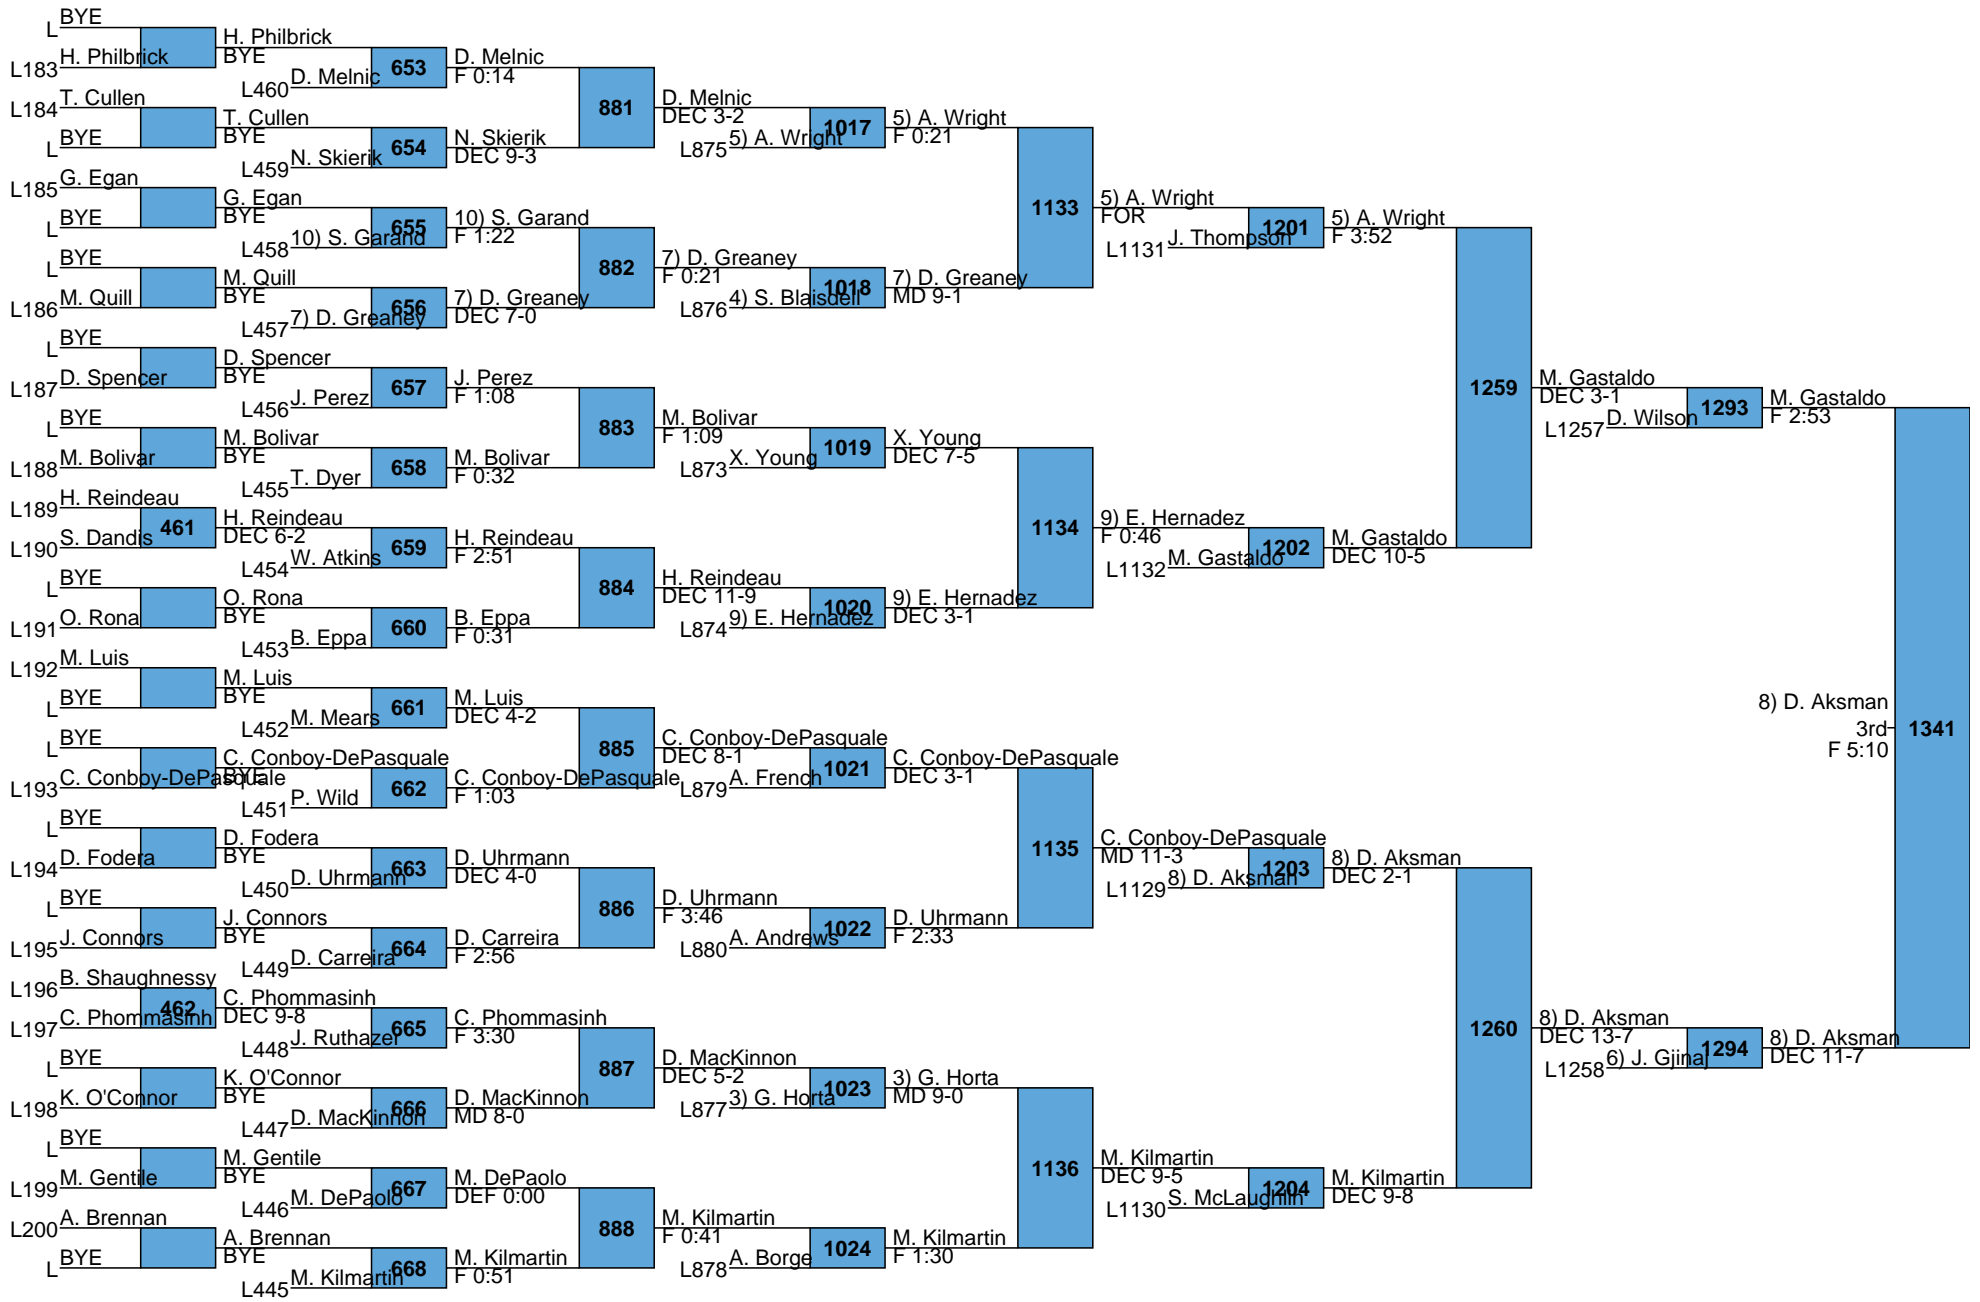 BYE
L
H. Philbrick
L183
H. Philbrick
BYE
D. Melnic
L460
653
D. Melnic
F 0:14
T. Cullen
L184
BYE
L
T. Cullen
BYE
N. Skierik
L459
654
N. Skierik
DEC 9-3
881
D. Melnic
DEC 3-2
5) A. Wright
L875
1017
5) A. Wright
F 0:21
G. Egan
L185
BYE
L
G. Egan
BYE
10) S. Garand
L458
655
10) S. Garand
F 1:22
BYE
L
M. Quill
L186
M. Quill
BYE
7) D. Greaney
L457
656
7) D. Greaney
DEC 7-0
882
7) D. Greaney
F 0:21
4) S. Blaisdell
L876
1018
7) D. Greaney
MD 9-1
1133
5) A. Wright
FOR
J. Thompson
L1131
1201
5) A. Wright
F 3:52
BYE
L
D. Spencer
L187
D. Spencer
BYE
J. Perez
L456
657
J. Perez
F 1:08
BYE
L
M. Bolivar
L188
M. Bolivar
BYE
T. Dyer
L455
658
M. Bolivar
F 0:32
883
M. Bolivar
F 1:09
X. Young
L873
1019
X. Young
DEC 7-5
H. Reindeau
L189
S. Dandis
L190
461
H. Reindeau
DEC 6-2
W. Atkins
L454
659
H. Reindeau
F 2:51
BYE
L
O. Rona
L191
O. Rona
BYE
B. Eppa
L453
660
B. Eppa
F 0:31
884
H. Reindeau
DEC 11-9
9) E. Hernadez
L874
1020
9) E. Hernadez
DEC 3-1
1134
9) E. Hernadez
F 0:46
M. Gastaldo
L1132
1202
M. Gastaldo
DEC 10-5
1259
M. Gastaldo
DEC 3-1
D. Wilson
L1257
1293
M. Gastaldo
F 2:53
M. Luis
L192
BYE
L
M. Luis
BYE
M. Mears
L452
661
M. Luis
DEC 4-2
BYE
L
C. Conboy-DePasquale
L193
C. Conboy-DePasquale
BYE
P. Wild
L451
662
C. Conboy-DePasquale
F 1:03
885
C. Conboy-DePasquale
DEC 8-1
A. French
L879
1021
C. Conboy-DePasquale
DEC 3-1
BYE
L
D. Fodera
L194
D. Fodera
BYE
D. Uhrmann
L450
663
D. Uhrmann
DEC 4-0
BYE
L
J. Connors
L195
J. Connors
BYE
D. Carreira
L449
664
D. Carreira
F 2:56
886
D. Uhrmann
F 3:46
A. Andrews
L880
1022
D. Uhrmann
F 2:33
1135
C. Conboy-DePasquale
MD 11-3
8) D. Aksman
L1129
1203
8) D. Aksman
DEC 2-1
B. Shaughnessy
L196
C. Phommasinh
L197
462
C. Phommasinh
DEC 9-8
J. Ruthazer
L448
665
C. Phommasinh
F 3:30
BYE
L
K. O'Connor
L198
K. O'Connor
BYE
D. MacKinnon
L447
666
D. MacKinnon
MD 8-0
887
D. MacKinnon
DEC 5-2
3) G. Horta
L877
1023
3) G. Horta
MD 9-0
BYE
L
M. Gentile
L199
M. Gentile
BYE
M. DePaolo
L446
667
M. DePaolo
DEF 0:00
A. Brennan
L200
BYE
L
A. Brennan
BYE
M. Kilmartin
L445
668
M. Kilmartin
F 0:51
888
M. Kilmartin
F 0:41
A. Borge
L878
1024
M. Kilmartin
F 1:30
1136
M. Kilmartin
DEC 9-5
S. McLaughlin
L1130
1204
M. Kilmartin
DEC 9-8
1260
8) D. Aksman
DEC 13-7
6) J. Gjinaj
L1258
1294
8) D. Aksman
DEC 11-7
1341
8) D. Aksman
3rd
F 5:10